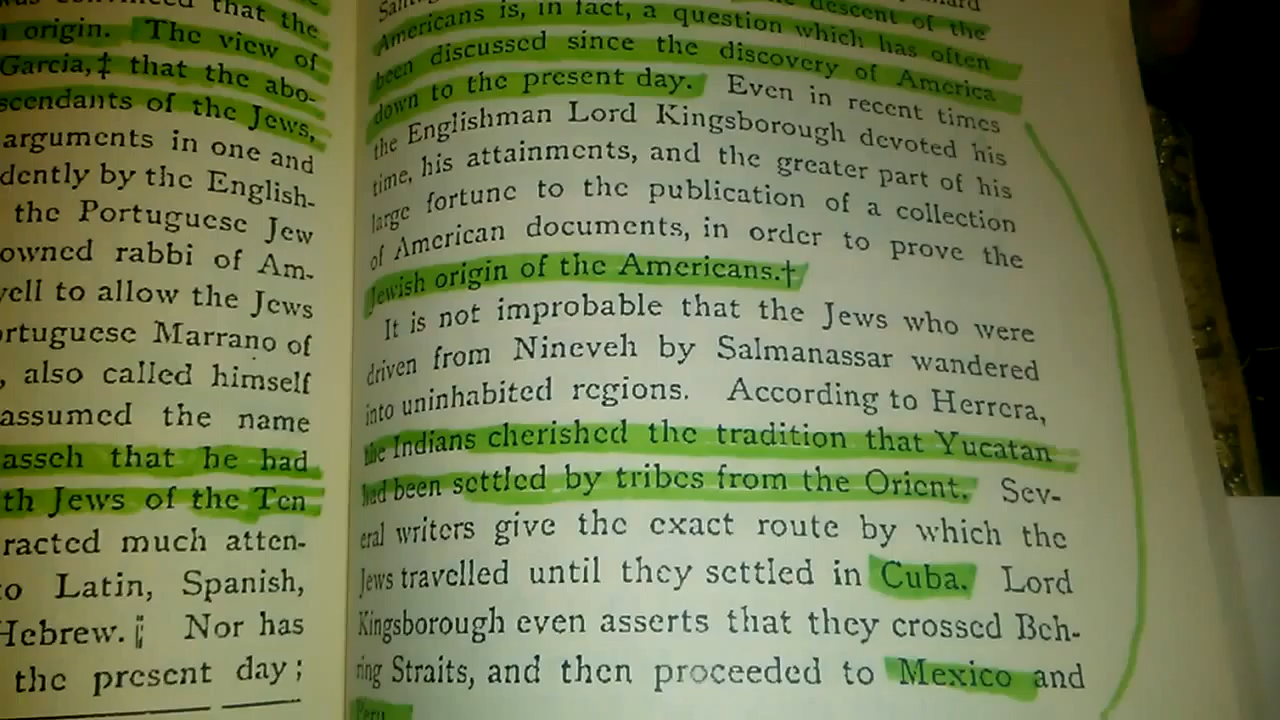 that the
origin. The view of
Garcia,‡ that the abo-
scendants of the Jews,
arguments in one and
dently by the English-
the Portuguese Jew
owned rabbi of Am-
vell to allow the Jews
ortuguese Marrano of
, also called himself
assumed the name
asseh that he had
th Jews of the Ten
racted much atten-
to Latin, Spanish,
Hebrew.‖ Nor has
the present day;
descent of the
Americans is, in fact, a question which has often
been discussed since the discovery of America
down to the present day. Even in recent times
the Englishman Lord Kingsborough devoted his
time, his attainments, and the greater part of his
large fortune to the publication of a collection
of American documents, in order to prove the
Jewish origin of the Americans.†
It is not improbable that the Jews who were
driven from Nineveh by Salmanassar wandered
into uninhabited regions. According to Herrera,
the Indians cherished the tradition that Yucatan
had been settled by tribes from the Orient. Sev-
eral writers give the exact route by which the
Jews travelled until they settled in Cuba. Lord
Kingsborough even asserts that they crossed Beh-
ring Straits, and then proceeded to Mexico and
Peru.